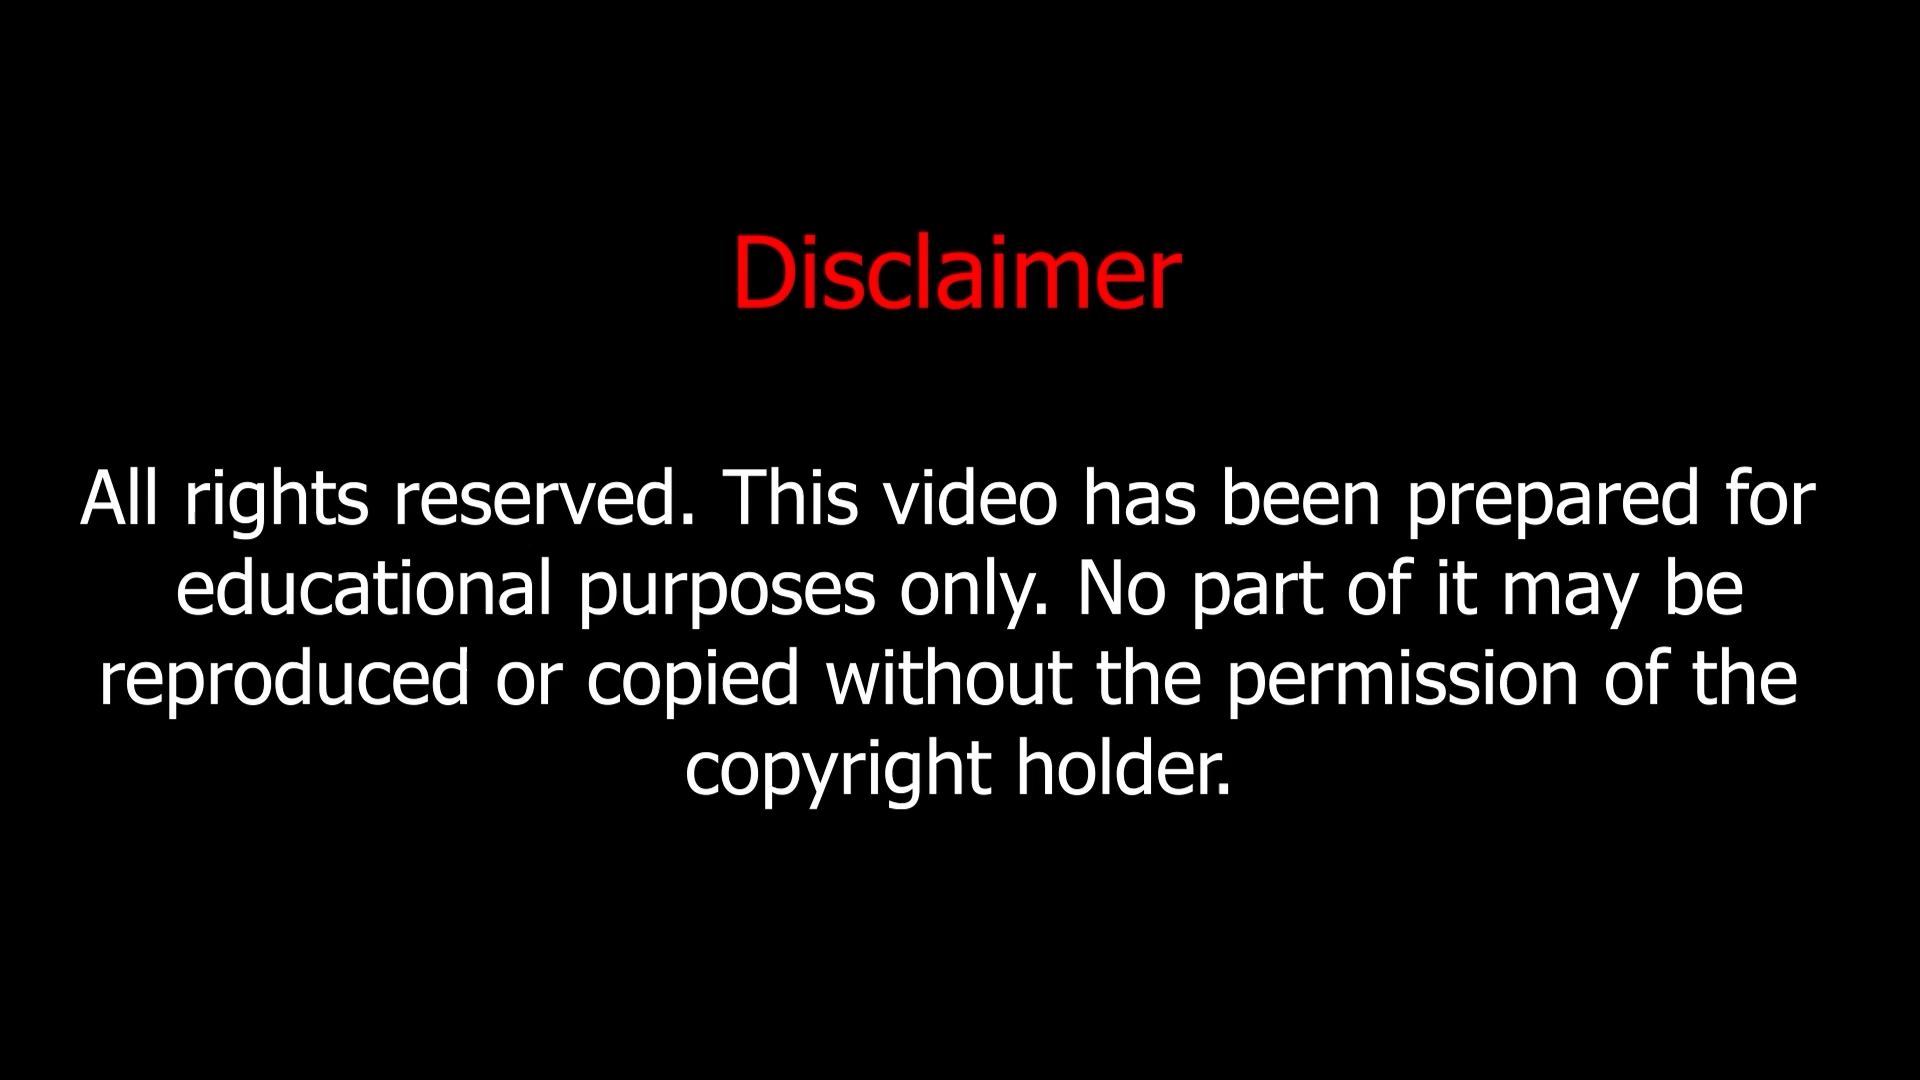 Disclaimer
All rights reserved. This video has been prepared for
educational purposes only. No part of it may be
reproduced or copied without the permission of the
copyright holder.